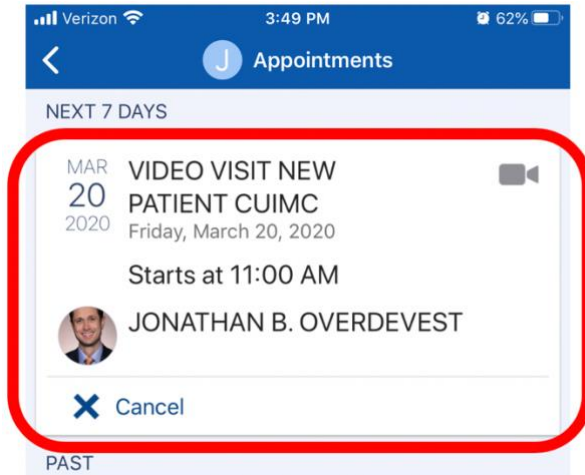 Verizon 3:49 PM 62%
J Appointments
NEXT 7 DAYS
MAR
20
2020
VIDEO VISIT NEW
PATIENT CUIMC
Friday, March 20, 2020
Starts at 11:00 AM
JONATHAN B. OVERDEVEST
Cancel
PAST